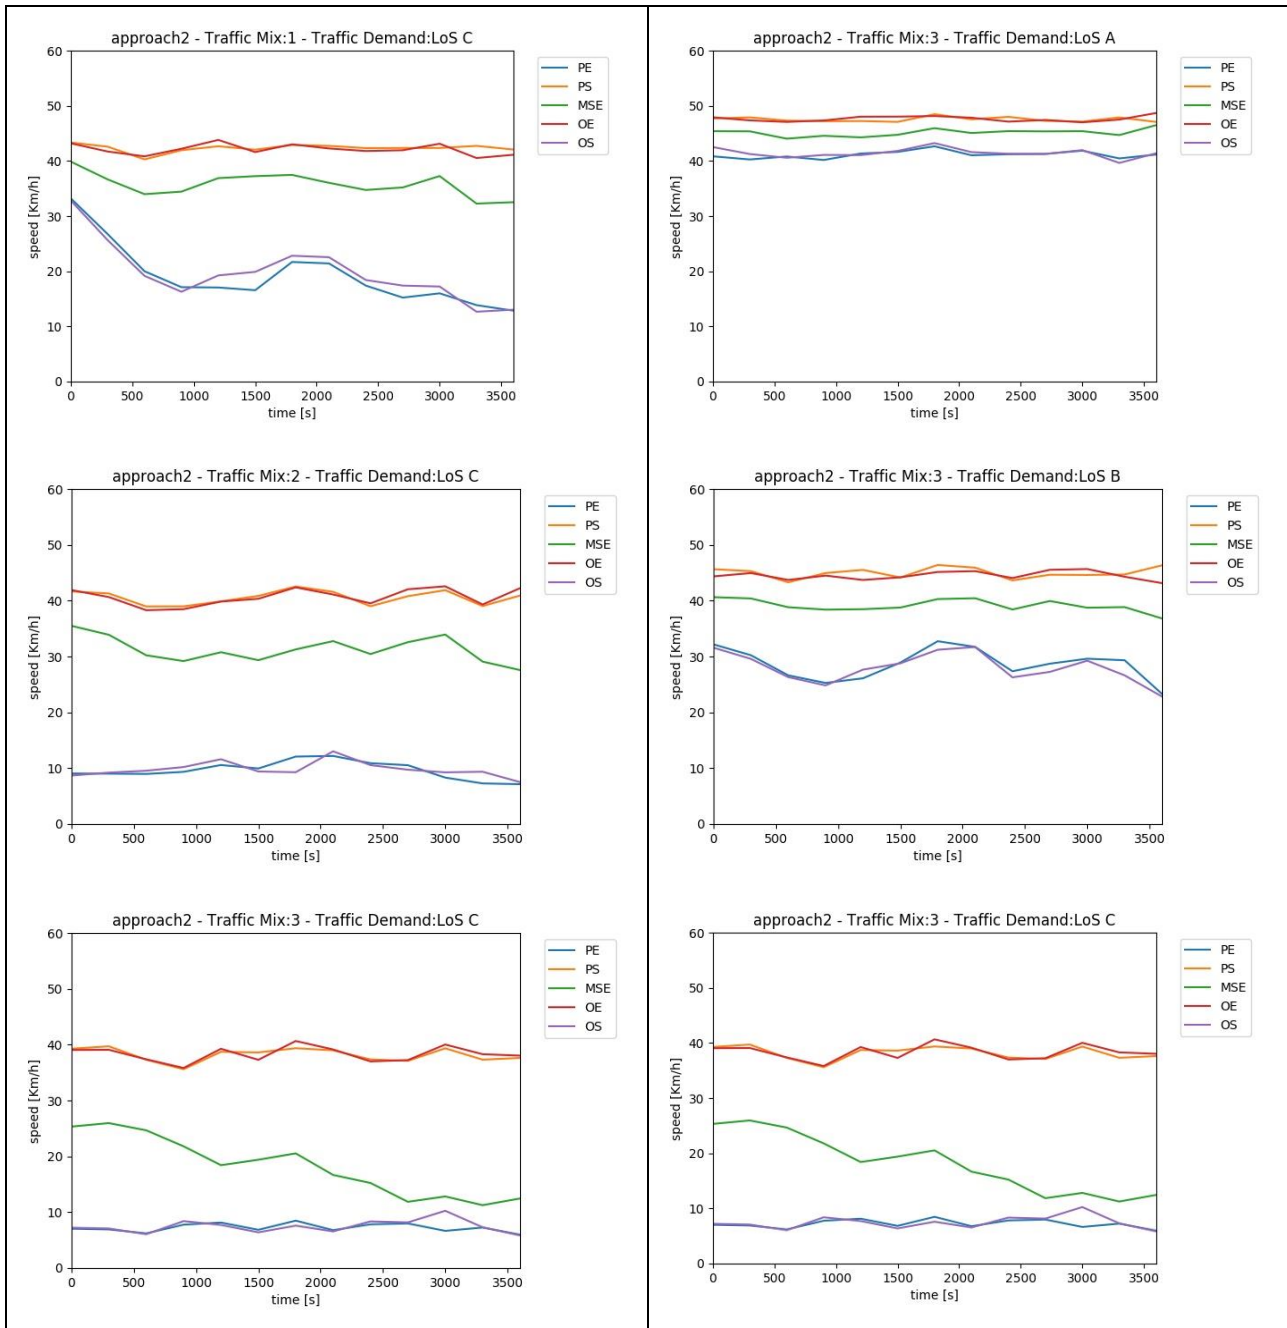 approach2 - Traffic Mix:1 - Traffic Demand:LoS C
60
50
40
30
20
10
0
speed [Km/h]
0 500 1000 1500 2000 2500 3000 3500
time [s]
PE
PS
MSE
OE
OS
approach2 - Traffic Mix:3 - Traffic Demand:LoS A
60
50
40
30
20
10
0
speed [Km/h]
0 500 1000 1500 2000 2500 3000 3500
time [s]
PE
PS
MSE
OE
OS
approach2 - Traffic Mix:2 - Traffic Demand:LoS C
60
50
40
30
20
10
0
speed [Km/h]
0 500 1000 1500 2000 2500 3000 3500
time [s]
PE
PS
MSE
OE
OS
approach2 - Traffic Mix:3 - Traffic Demand:LoS B
60
50
40
30
20
10
0
speed [Km/h]
0 500 1000 1500 2000 2500 3000 3500
time [s]
PE
PS
MSE
OE
OS
approach2 - Traffic Mix:3 - Traffic Demand:LoS C
60
50
40
30
20
10
0
speed [Km/h]
0 500 1000 1500 2000 2500 3000 3500
time [s]
PE
PS
MSE
OE
OS
approach2 - Traffic Mix:3 - Traffic Demand:LoS C
60
50
40
30
20
10
0
speed [Km/h]
0 500 1000 1500 2000 2500 3000 3500
time [s]
PE
PS
MSE
OE
OS